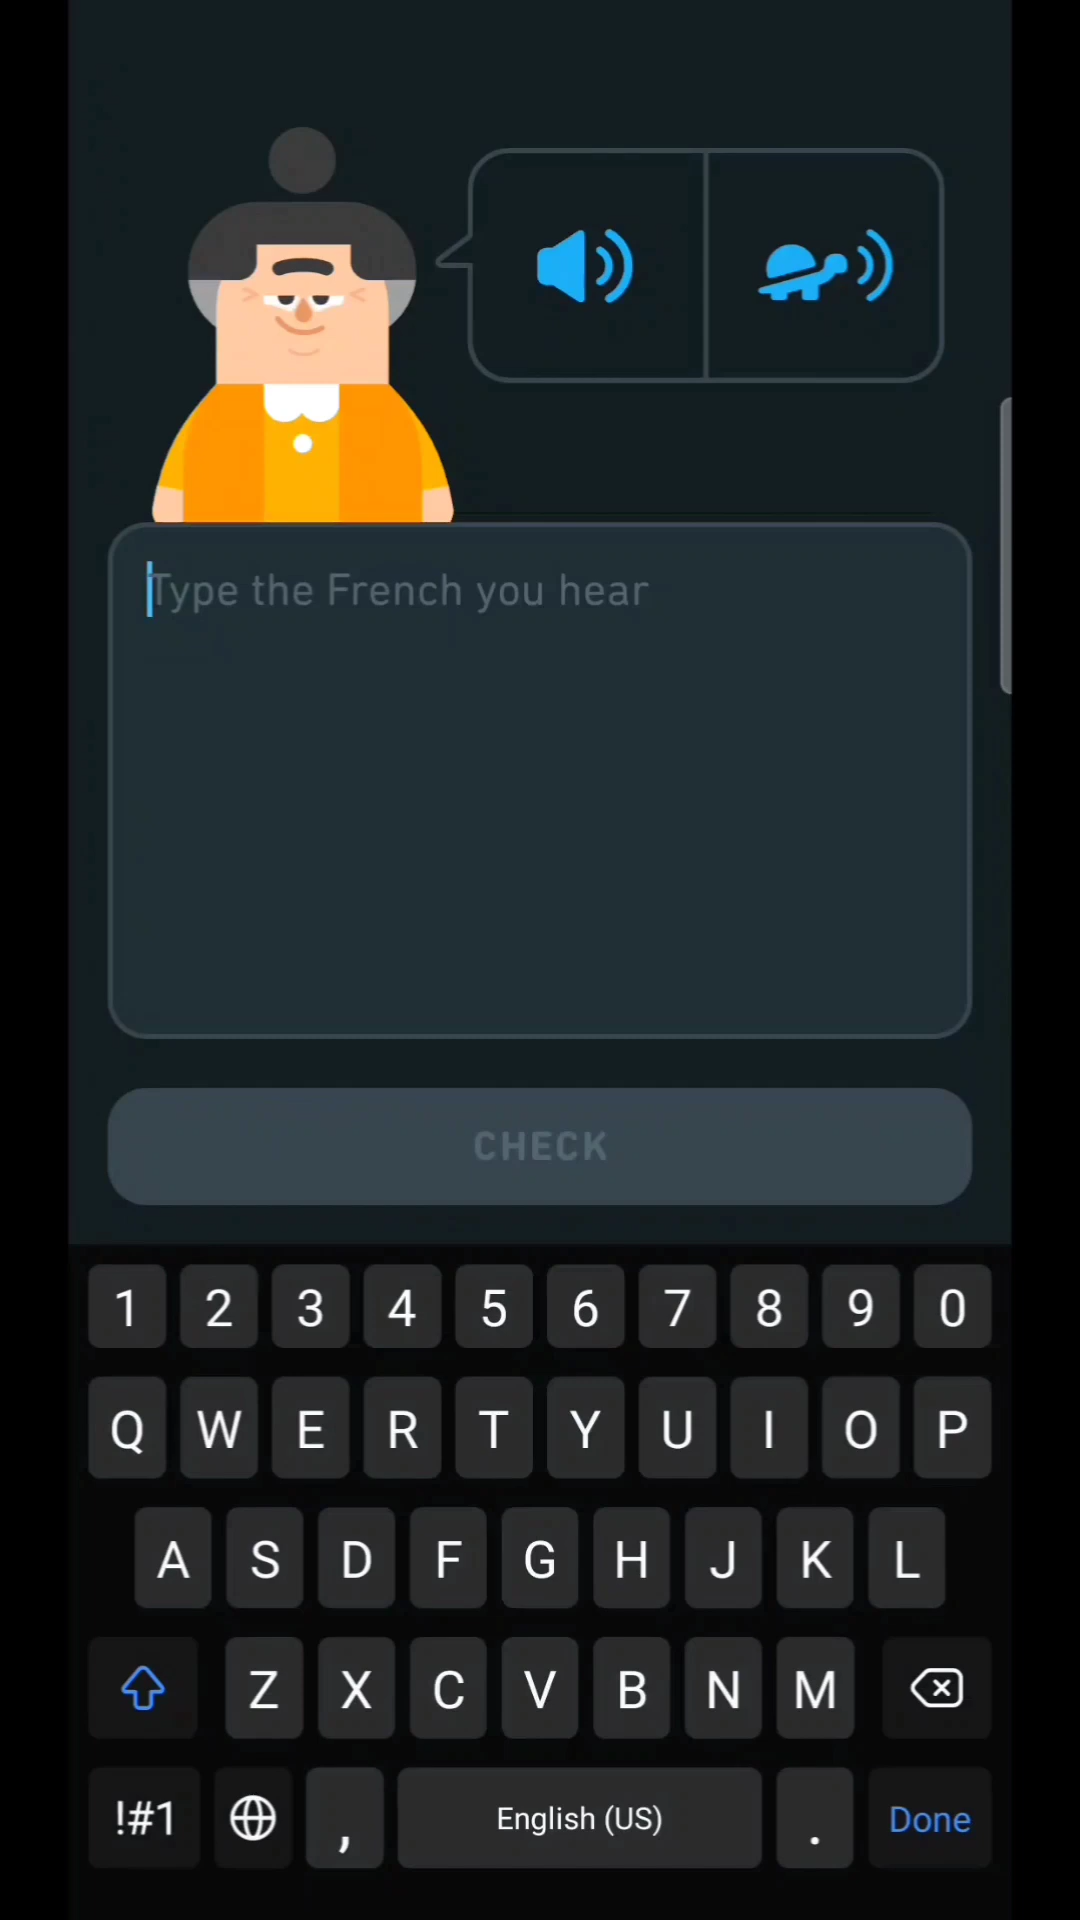 Type the French you hear
CHECK
1 2 3 4 5 6 7 8 9 0
Q W E R T Y U I O P
A S D F G H J K L
Z X C V B N M
!#1 , English (US) . Done